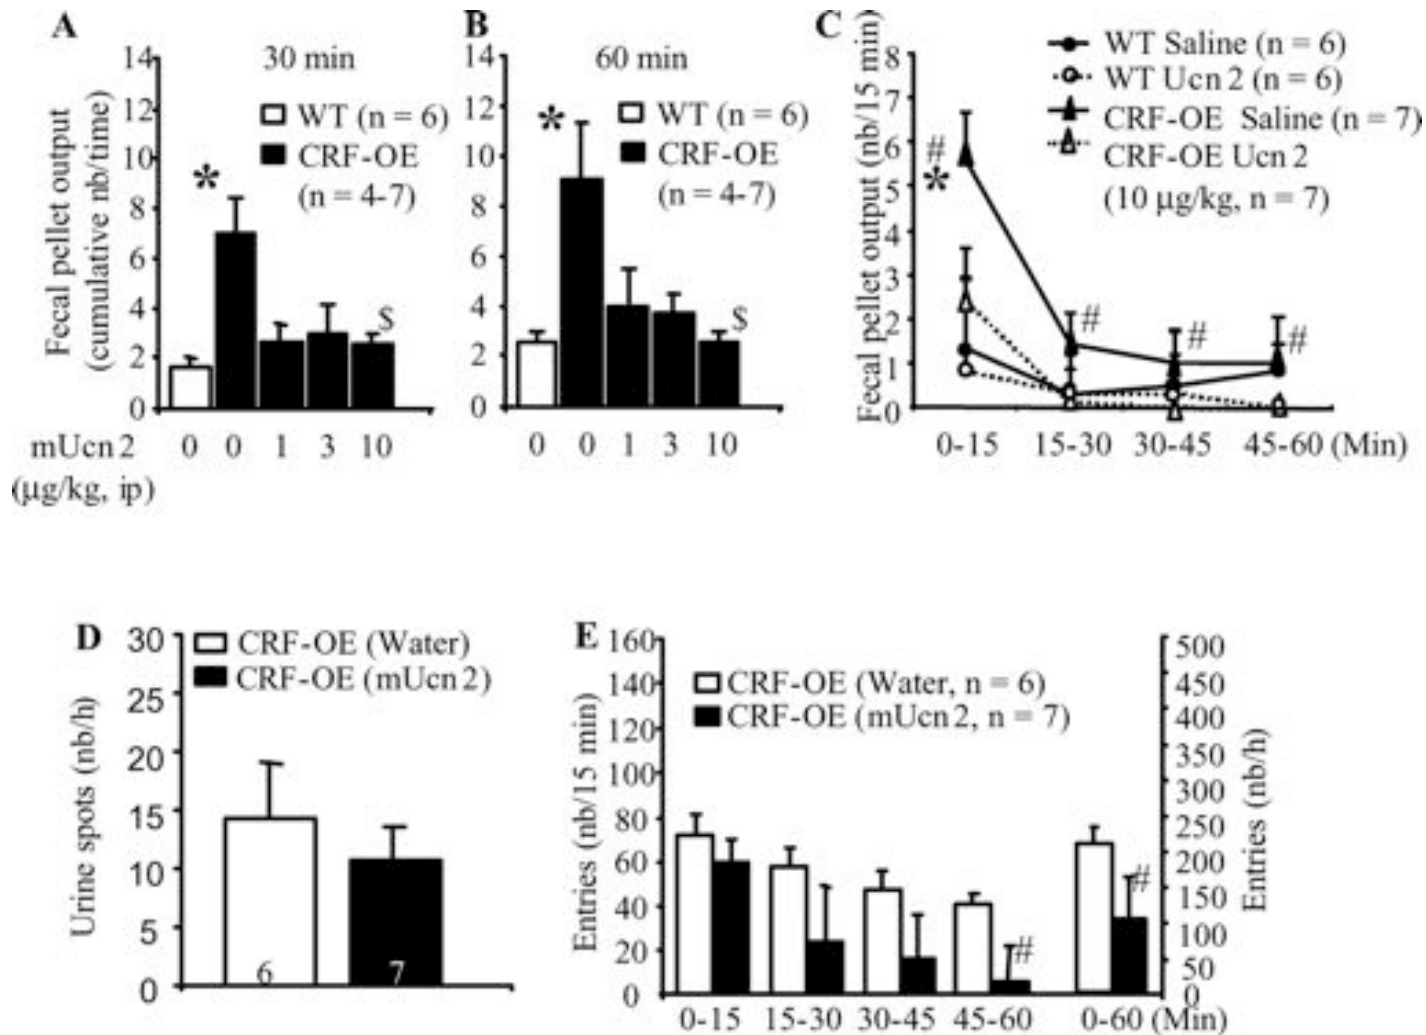 A
30 min
Fecal pellet output
(cumulative nb/time)
14
12
10
8
6
4
2
0
WT (n = 6)
CRF-OE
(n = 4-7)
*
$
mUcn 2
(μg/kg, ip)
0 0 1 3 10
B
60 min
14
12
10
8
6
4
2
0
WT (n = 6)
CRF-OE
(n = 4-7)
*
$
0 0 1 3 10
C
Fecal pellet output (nb/15 min)
8
7
6
5
4
3
2
1
0
WT Saline (n = 6)
WT Ucn 2 (n = 6)
CRF-OE Saline (n = 7)
CRF-OE Ucn 2
(10 μg/kg, n = 7)
#
*
# # #
0-15 15-30 30-45 45-60 (Min)
D
Urine spots (nb/h)
30
25
20
15
10
5
0
CRF-OE (Water)
CRF-OE (mUcn 2)
6 7
E
Entries (nb/15 min)
160
140
120
100
80
60
40
20
0
CRF-OE (Water, n = 6)
CRF-OE (mUcn 2, n = 7)
# #
500
450
400
350
300
250
200
150
100
50
0
Entries (nb/h)
0-15 15-30 30-45 45-60 0-60 (Min)